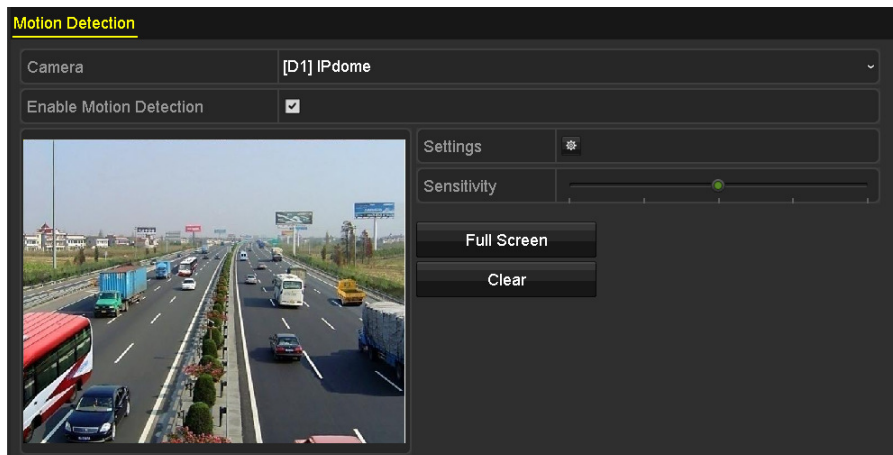 Motion Detection
Camera [D1] IPdome
Enable Motion Detection
Settings
Sensitivity
Full Screen
Clear